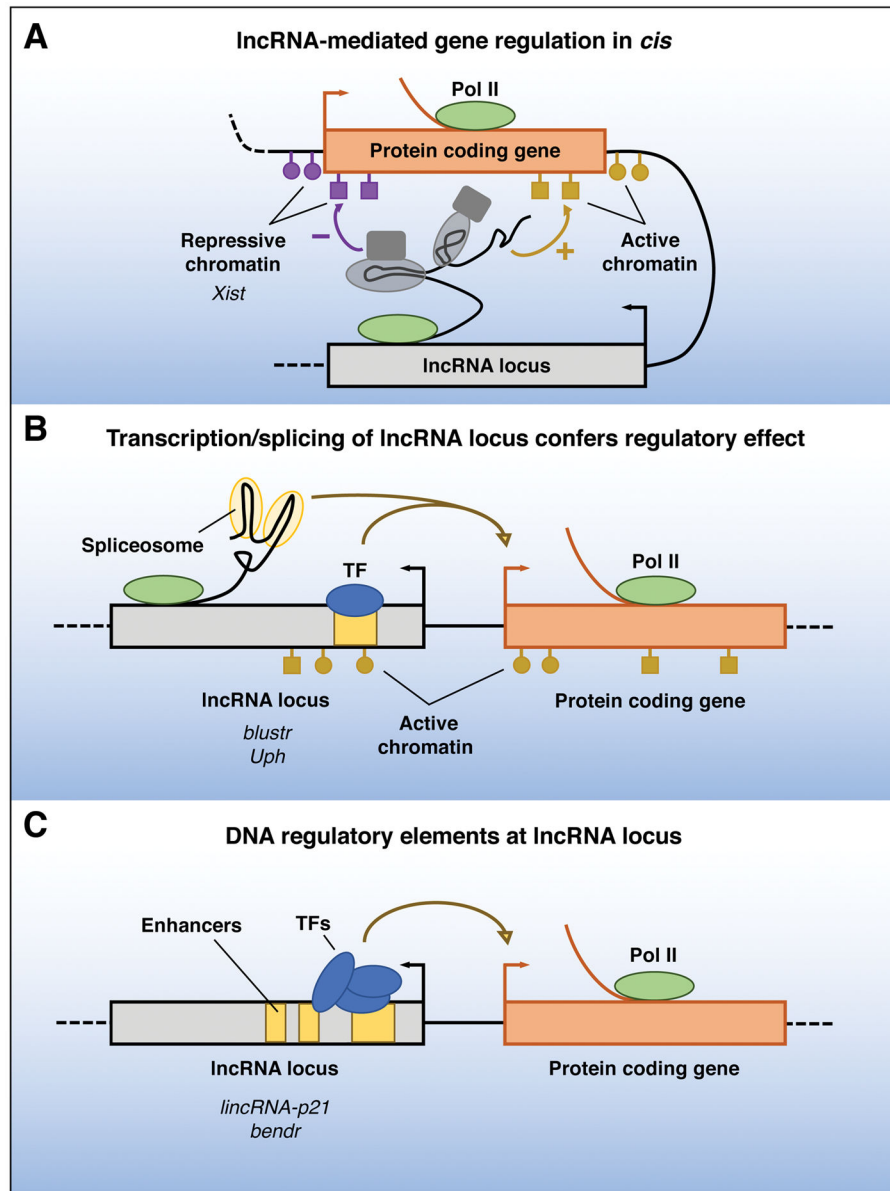 A
lncRNA-mediated gene regulation in cis
Pol II
Protein coding gene
Repressive
chromatin
Xist
–
+
Active
chromatin
lncRNA locus
B
Transcription/splicing of lncRNA locus confers regulatory effect
Spliceosome
TF
Pol II
lncRNA locus
blustr
Uph
Active
chromatin
Protein coding gene
C
DNA regulatory elements at lncRNA locus
Enhancers
TFs
Pol II
lncRNA locus
lincRNA-p21
bendr
Protein coding gene